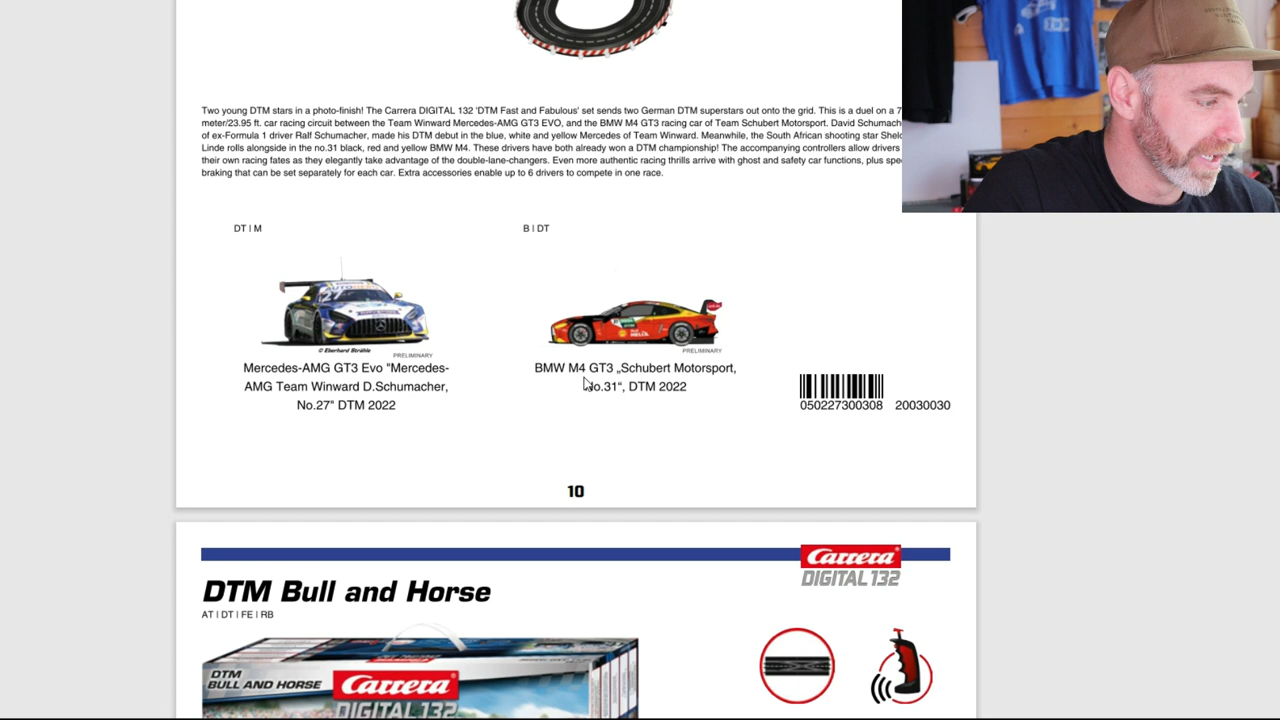 Two young DTM stars in a photo-finish! The Carrera DIGITAL 132 'DTM Fast and Fabulous' set sends two German DTM superstars out onto the grid. This is a duel on a 7
meter/23.95 ft. car racing circuit between the Team Winward Mercedes-AMG GT3 EVO, and the BMW M4 GT3 racing car of Team Schubert Motorsport. David Schumach
of ex-Formula 1 driver Ralf Schumacher, made his DTM debut in the blue, white and yellow Mercedes of Team Winward. Meanwhile, the South African shooting star Sheld
Linde rolls alongside in the no.31 black, red and yellow BMW M4. These drivers have both already won a DTM championship! The accompanying controllers allow drivers
their own racing fates as they elegantly take advantage of the double-lane-changers. Even more authentic racing thrills arrive with ghost and safety car functions, plus spe
braking that can be set separately for each car. Extra accessories enable up to 6 drivers to compete in one race.
DT | M
B | DT
27
© Eberhard Strähle
PRELIMINARY
PRELIMINARY
Mercedes-AMG GT3 Evo "Mercedes-
AMG Team Winward D.Schumacher,
No.27" DTM 2022
BMW M4 GT3 „Schubert Motorsport,
No.31“, DTM 2022
050227300308 20030030
10
Carrera
DIGITAL 132
DTM Bull and Horse
AT | DT | FE | RB
DTM
BULL AND HORSE
Carrera
DIGITAL 132